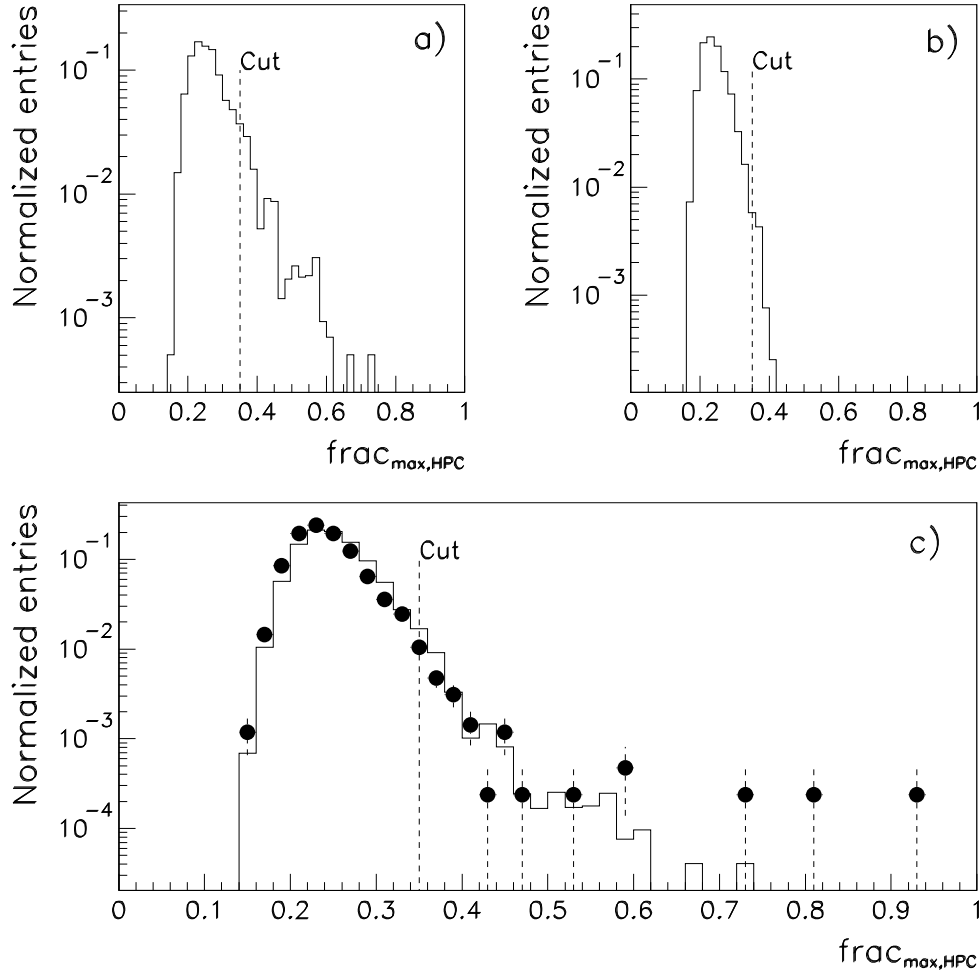 a)
Cut
Normalized entries
10⁻¹
10⁻²
10⁻³
0 0.2 0.4 0.6 0.8 1
frac_max,HPC
b)
Cut
Normalized entries
10⁻¹
10⁻²
10⁻³
0 0.2 0.4 0.6 0.8 1
frac_max,HPC
c)
Cut
Normalized entries
10⁻¹
10⁻²
10⁻³
10⁻⁴
0 0.1 0.2 0.3 0.4 0.5 0.6 0.7 0.8 0.9 1
frac_max,HPC